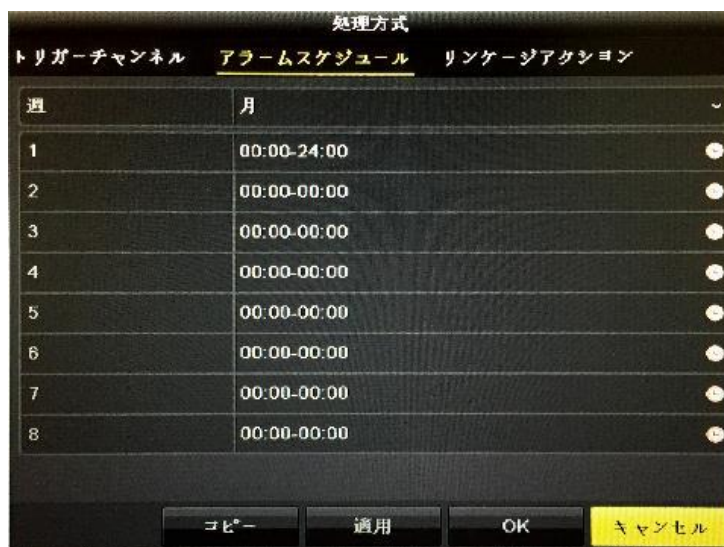 処理方式
トリガーチャンネル アラームスケジュール リンケージアクション
週 月
1 00:00-24:00
2 00:00-00:00
3 00:00-00:00
4 00:00-00:00
5 00:00-00:00
6 00:00-00:00
7 00:00-00:00
8 00:00-00:00
コピー 適用 OK キャンセル